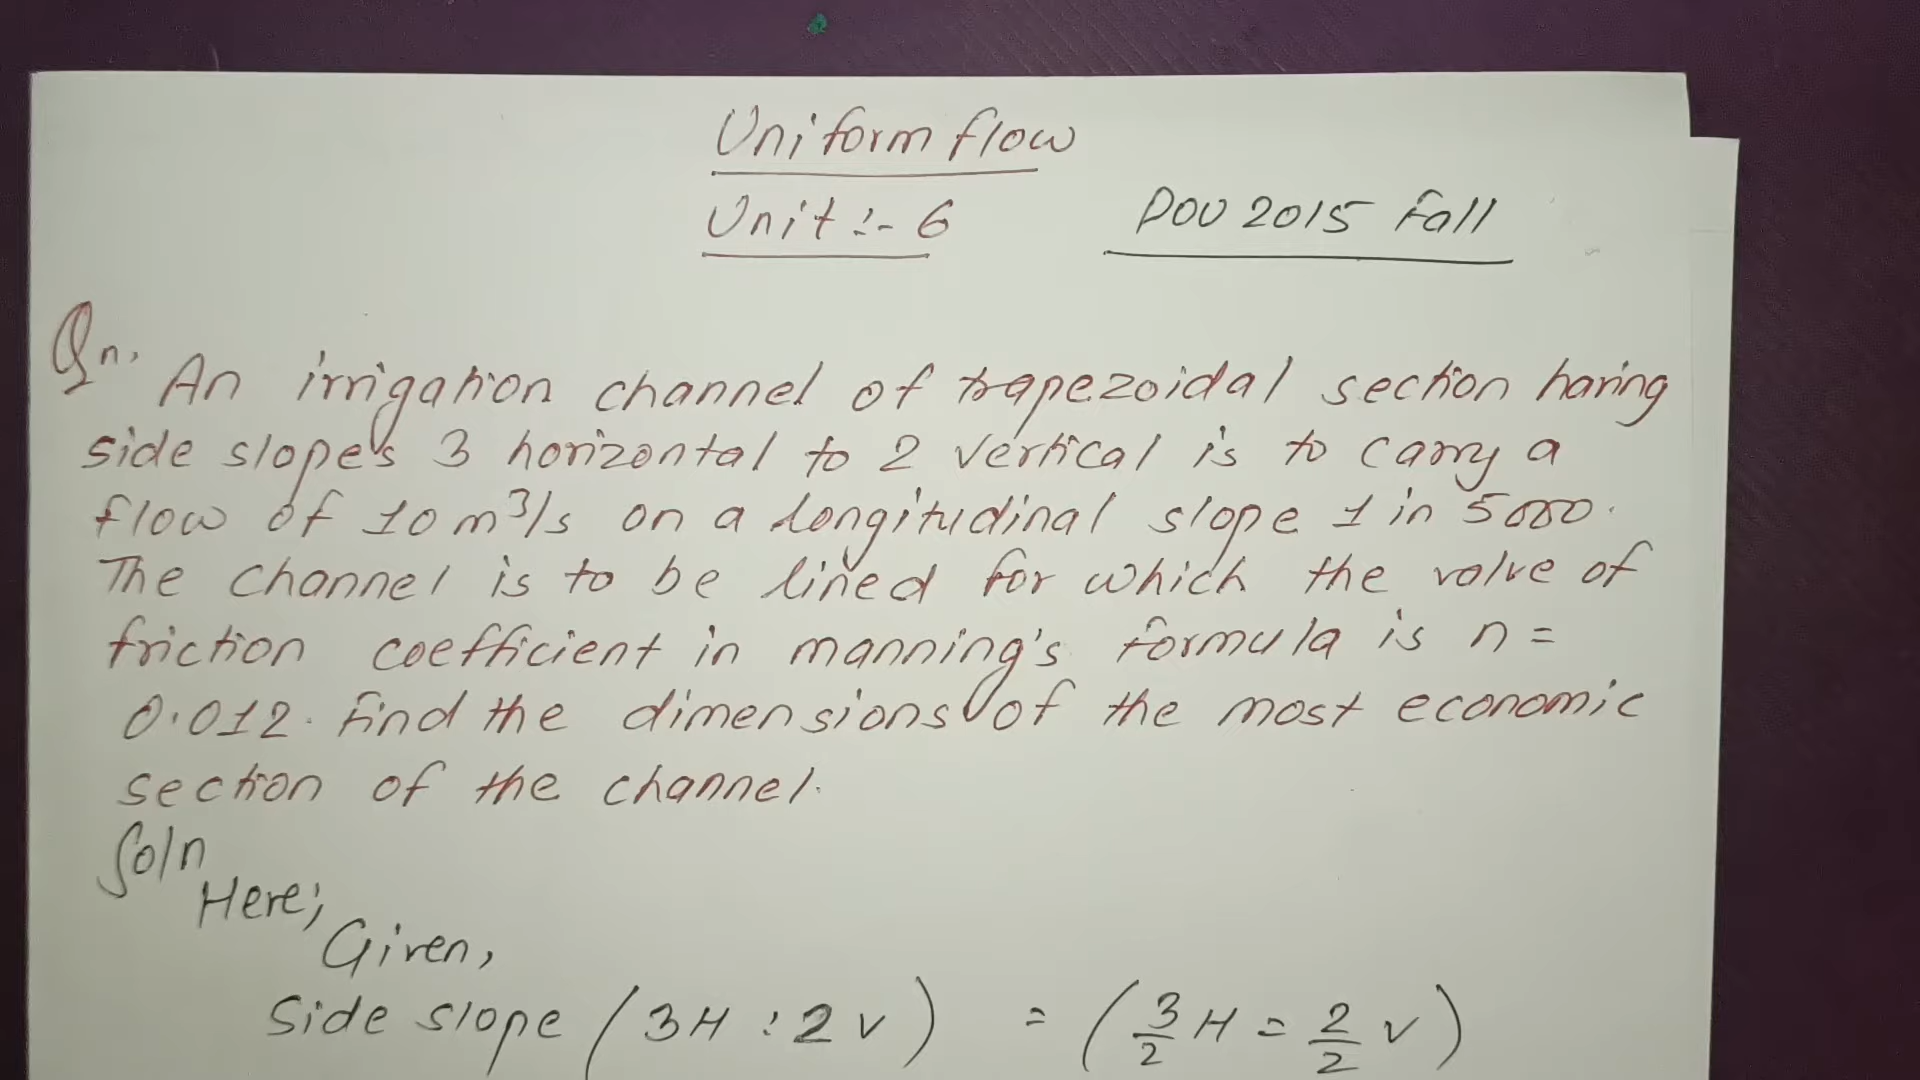 Uniform flow
Unit :- 6
POU 2015 Fall
Qn. An irrigation channel of trapezoidal section having
side slopes 3 horizontal to 2 vertical is to carry a
flow of 10 m³/s on a longitudinal slope 1 in 5000.
The channel is to be lined for which the value of
friction coefficient in manning's formula is n =
0.012. Find the dimensions of the most economic
section of the channel.
Soln
Here;
Given,
Side slope (3H : 2V) = (3/2 H = 2/2 V)